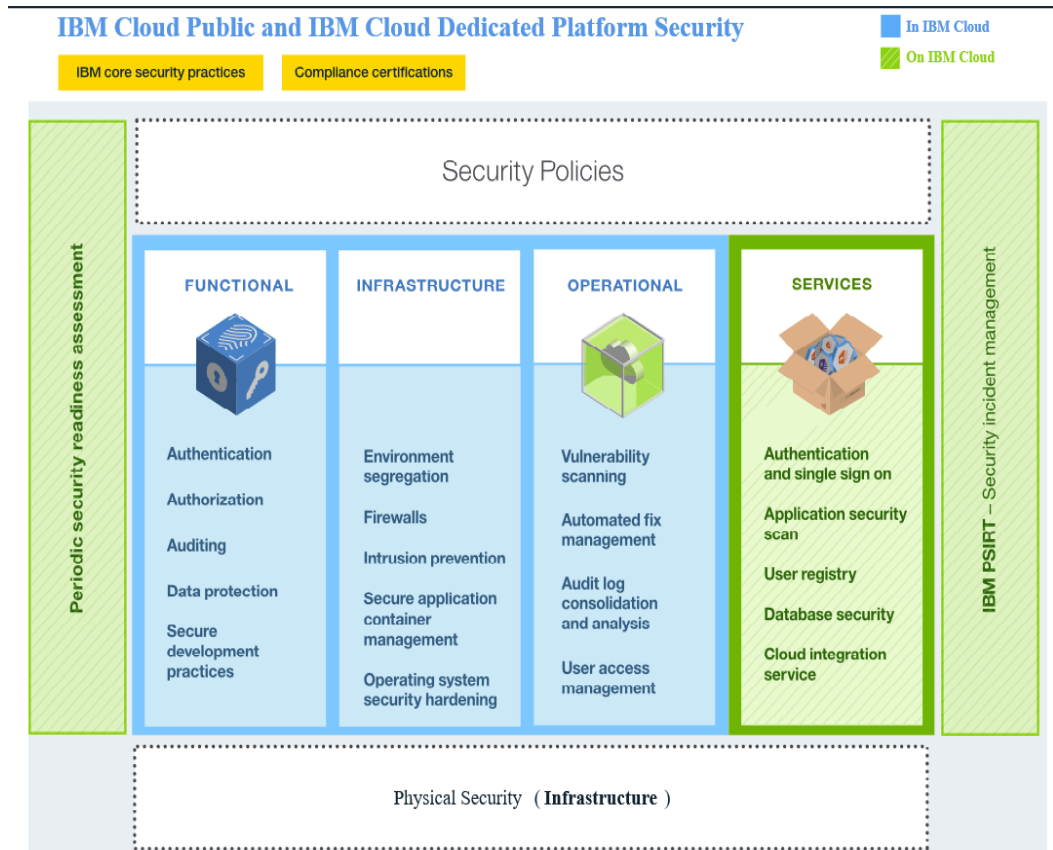 IBM Cloud Public and IBM Cloud Dedicated Platform Security
In IBM Cloud
On IBM Cloud
IBM core security practices
Compliance certifications
Periodic security readiness assessment
Security Policies
FUNCTIONAL
Authentication
Authorization
Auditing
Data protection
Secure
development
practices
INFRASTRUCTURE
Environment
segregation
Firewalls
Intrusion prevention
Secure application
container
management
Operating system
security hardening
OPERATIONAL
Vulnerability
scanning
Automated fix
management
Audit log
consolidation
and analysis
User access
management
SERVICES
Authentication
and single sign on
Application security
scan
User registry
Database security
Cloud integration
service
IBM PSIRT – Security incident management
Physical Security ( Infrastructure )